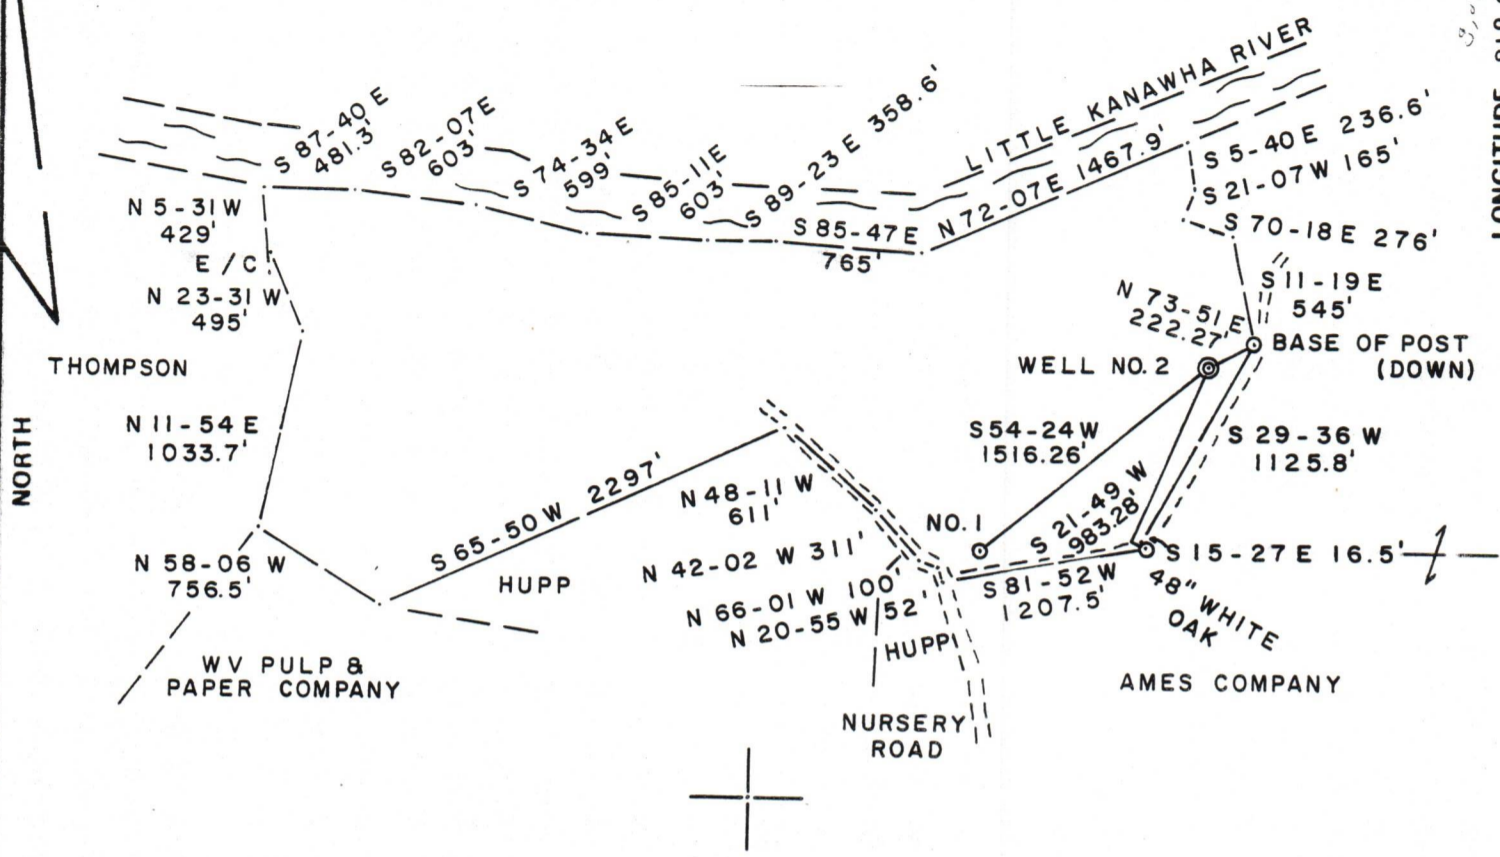 LITTLE KANAWHA RIVER
S 87-40 E
481.3'
S 82-07 E
603'
S 74-34 E
599'
S 85-11 E
603'
S 89-23 E 358.6'
S 85-47 E
765'
N 72-07 E 1467.9'
S 5-40 E 236.6'
S 21-07 W 165'
S 70-18 E 276'
S 11-19 E
545'
N 5-31 W
429'
E / C
N 23-31 W
495'
THOMPSON
N 11-54 E
1033.7'
NORTH
N 58-06 W
756.5'
WV PULP &
PAPER COMPANY
S 65-50 W 2297'
HUPP
N 48-11 W
611'
N 42-02 W 311'
N 66-01 W 100'
N 20-55 W 52'
HUPP
NURSERY
ROAD
N 73-51 E
222.27'
BASE OF POST
(DOWN)
WELL NO. 2
S 54-24 W
1516.26'
S 29-36 W
1125.8'
NO. 1
S 21-49 W
983.28'
S 81-52 W
1207.5'
S 15-27 E 16.5'
48" WHITE
OAK
AMES COMPANY
LONGITUDE